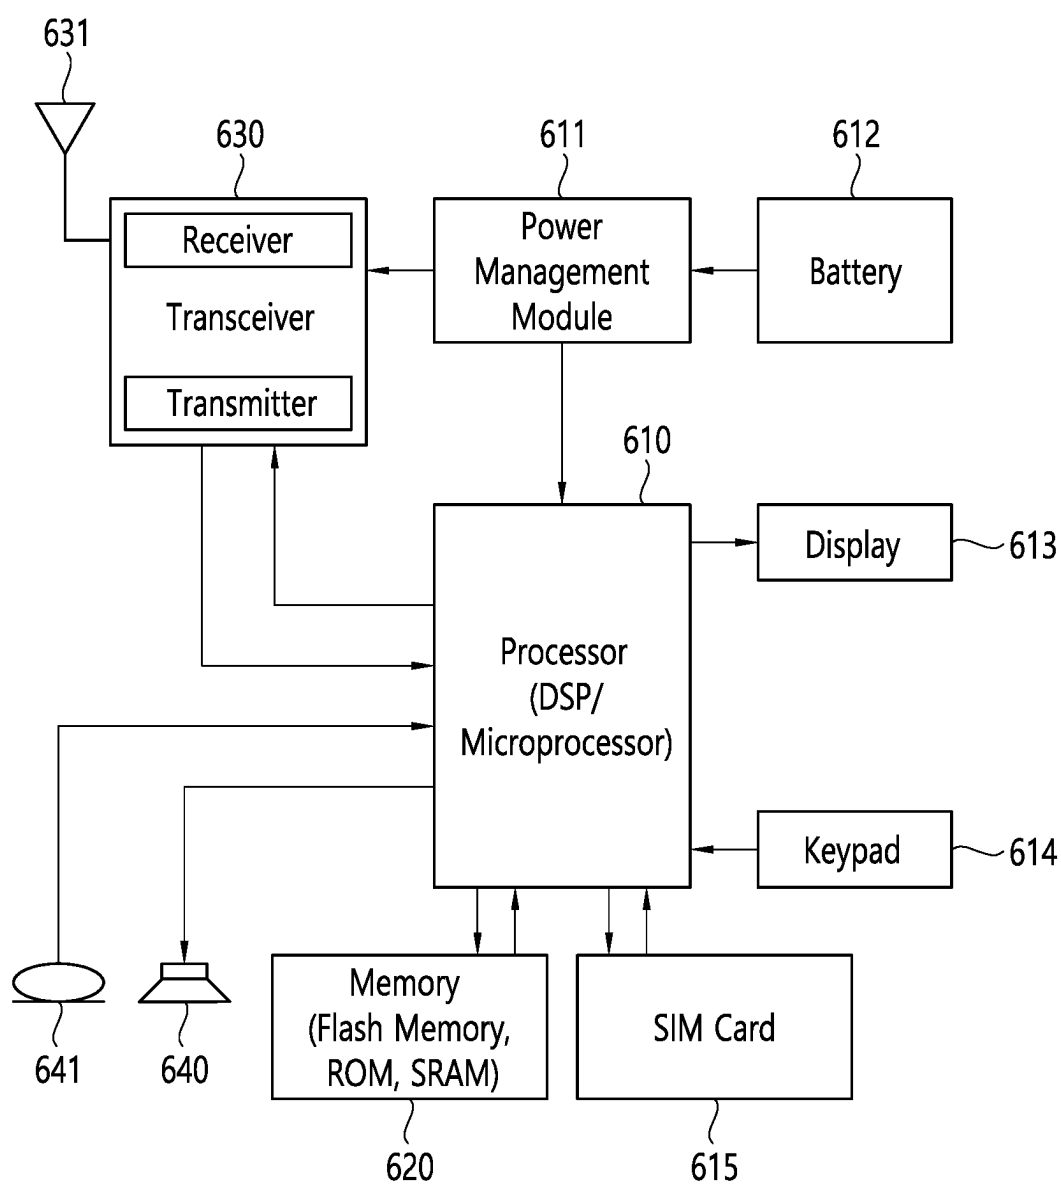 631
630
611
612
Receiver
Transceiver
Transmitter
Power
Management
Module
Battery
610
Display
613
Processor
(DSP/
Microprocessor)
Keypad
614
641
640
Memory
(Flash Memory,
ROM, SRAM)
SIM Card
620
615